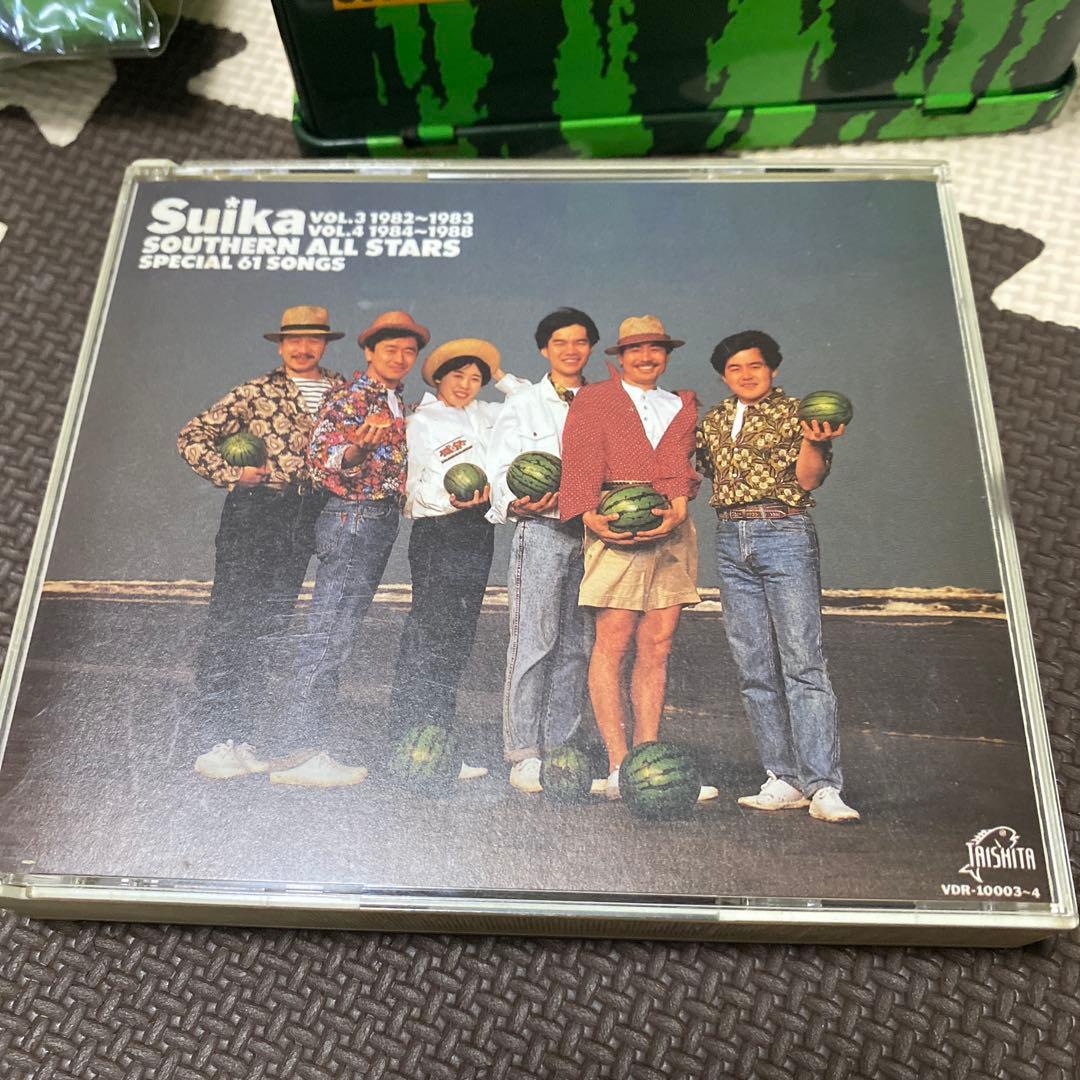 Suika VOL.3 1982~1983
VOL.4 1984~1988
SOUTHERN ALL STARS
SPECIAL 61 SONGS
TAISHITA
VDR-10003~4